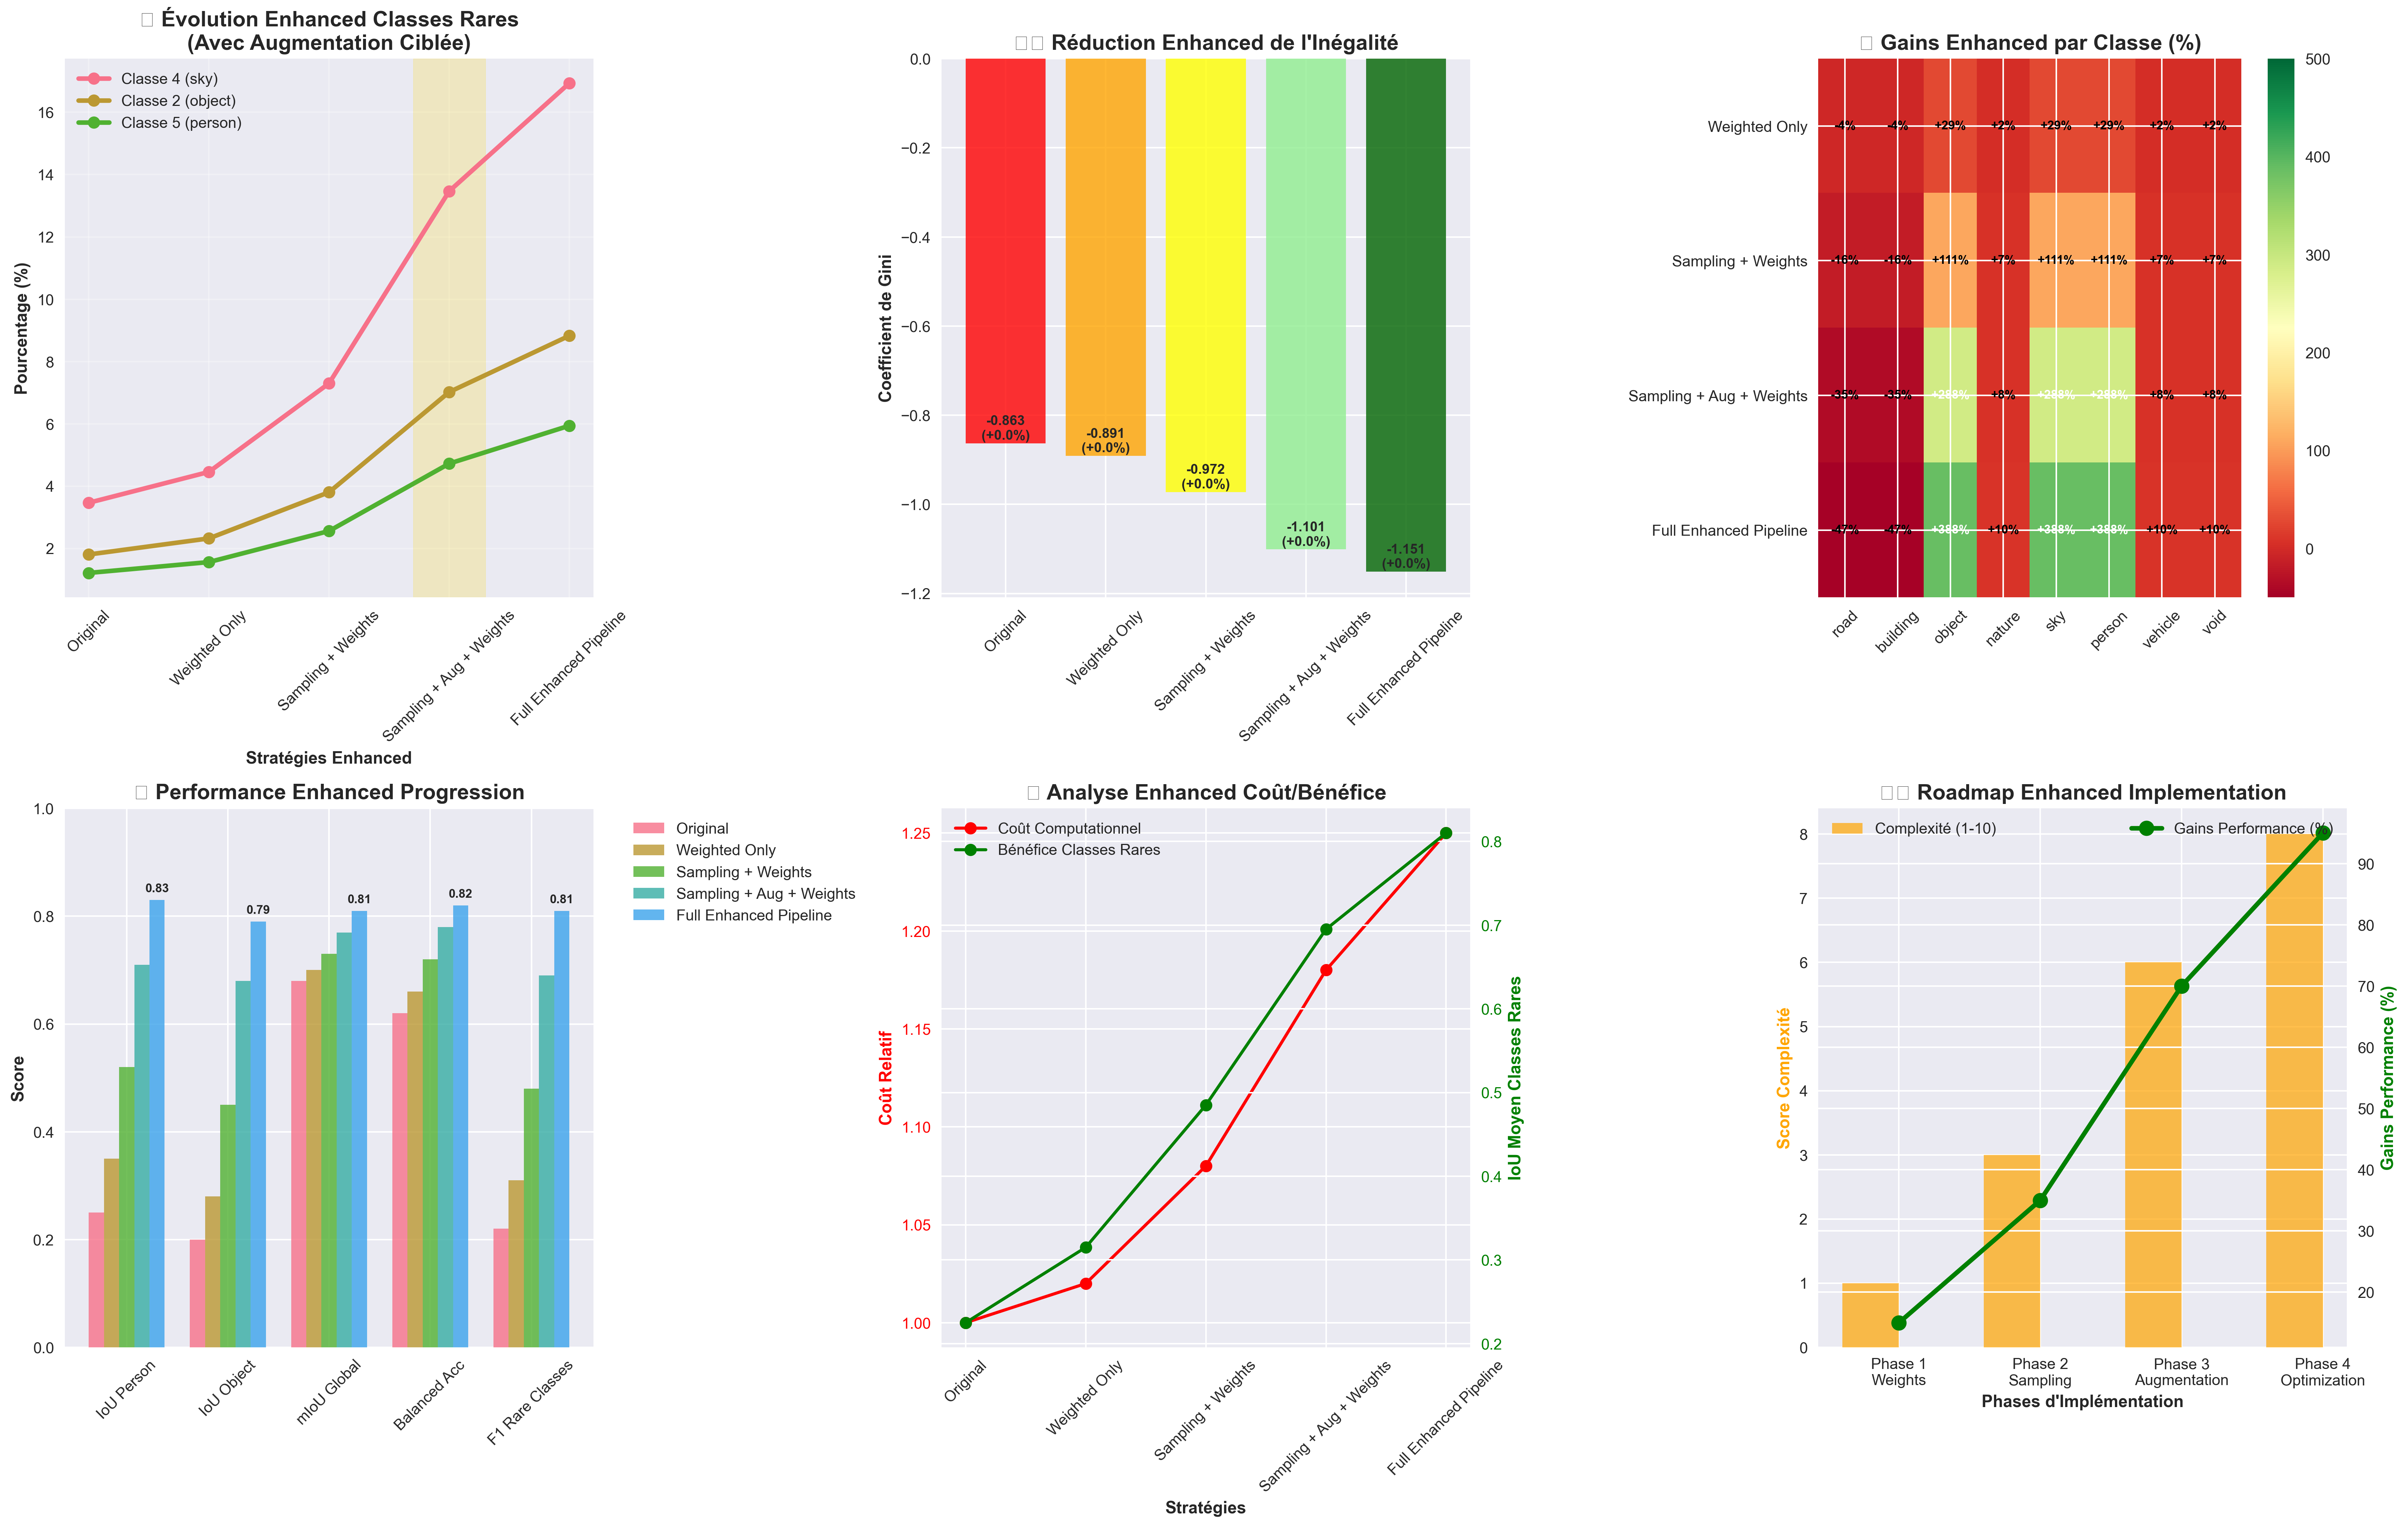 Évolution Enhanced Classes Rares
(Avec Augmentation Ciblée)
Classe 4 (sky)
Classe 2 (object)
Classe 5 (person)
Pourcentage (%)
16
14
12
10
8
6
4
2
Original
Weighted Only
Sampling + Weights
Sampling + Aug + Weights
Full Enhanced Pipeline
Stratégies Enhanced
Réduction Enhanced de l'Inégalité
Coefficient de Gini
0.0
−0.2
−0.4
−0.6
−0.8
−1.0
−1.2
-0.863
(+0.0%)
-0.891
(+0.0%)
-0.972
(+0.0%)
-1.101
(+0.0%)
-1.151
(+0.0%)
Original
Weighted Only
Sampling + Weights
Sampling + Aug + Weights
Full Enhanced Pipeline
Gains Enhanced par Classe (%)
Weighted Only
-4% -4% +29% +2% +29% +29% +2% +2%
Sampling + Weights
-16% -16% +111% +7% +111% +111% +7% +7%
Sampling + Aug + Weights
-35% -35% +288% +8% +288% +288% +8% +8%
Full Enhanced Pipeline
-47% -47% +388% +10% +388% +388% +10% +10%
road
building
object
nature
sky
person
vehicle
void
500
400
300
200
100
0
Performance Enhanced Progression
Score
1.0
0.8
0.6
0.4
0.2
0.0
0.83
0.79
0.81
0.82
0.81
IoU Person
IoU Object
mIoU Global
Balanced Acc
F1 Rare Classes
Original
Weighted Only
Sampling + Weights
Sampling + Aug + Weights
Full Enhanced Pipeline
Analyse Enhanced Coût/Bénéfice
Coût Computationnel
Bénéfice Classes Rares
Coût Relatif
1.25
1.20
1.15
1.10
1.05
1.00
0.8
0.7
0.6
0.5
0.4
0.3
0.2
IoU Moyen Classes Rares
Original
Weighted Only
Sampling + Weights
Sampling + Aug + Weights
Full Enhanced Pipeline
Stratégies
Roadmap Enhanced Implementation
Complexité (1-10)
Gains Performance (%)
Score Complexité
8
7
6
5
4
3
2
1
0
90
80
70
60
50
40
30
20
Gains Performance (%)
Phase 1
Weights
Phase 2
Sampling
Phase 3
Augmentation
Phase 4
Optimization
Phases d'Implémentation